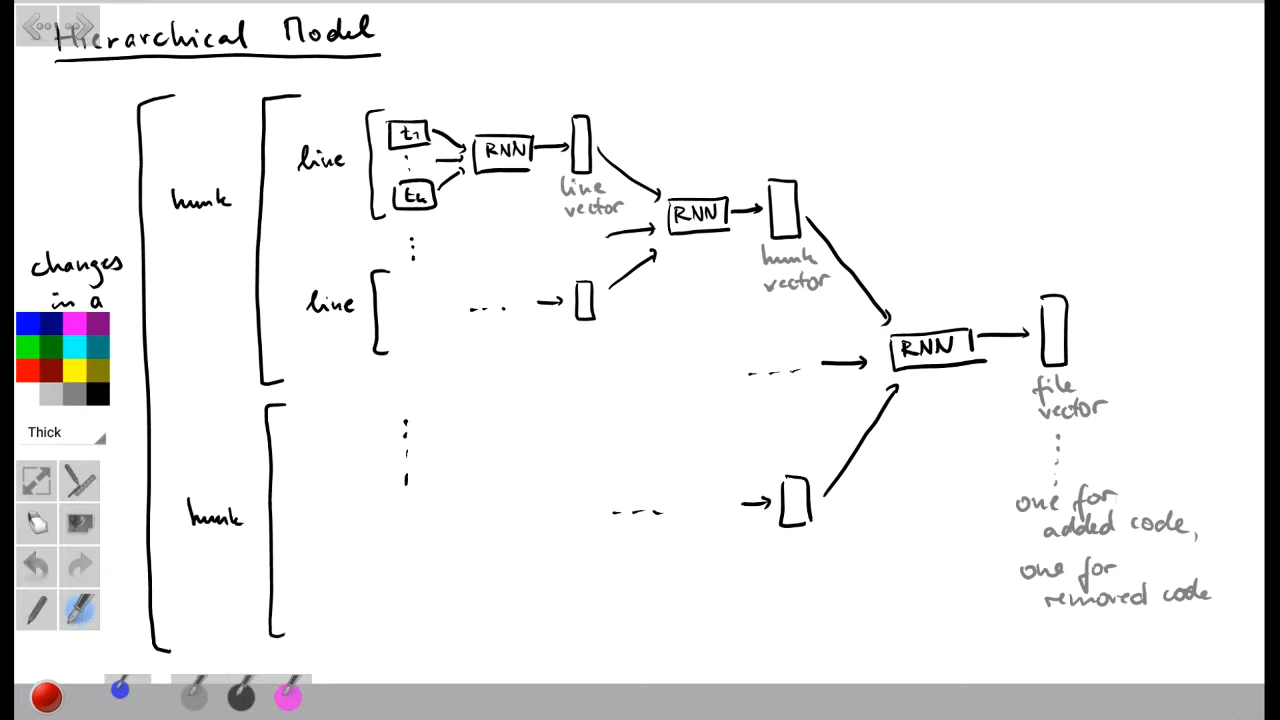 Hierarchical Model
hunk
line
t1
RNN
line
vector
RNN
hunk
vector
changes
in a
line
RNN
file
vector
Thick
hunk
one for
added code,
one for
removed code